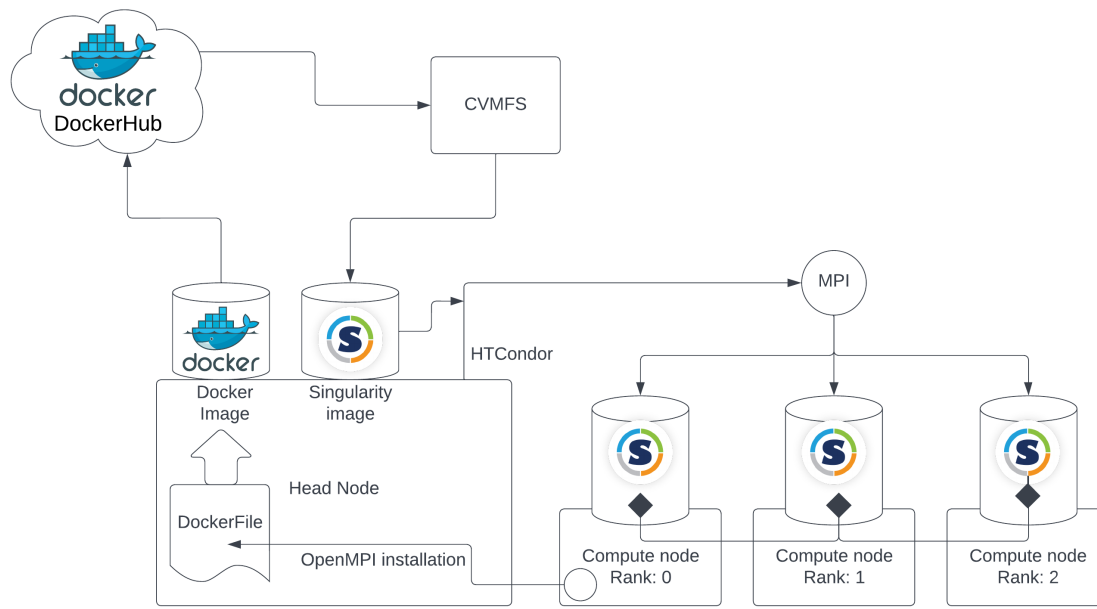 docker
DockerHub
CVMFS
MPI
docker
S
HTCondor
Docker
Image
Singularity
image
S
S
S
Head Node
DockerFile
OpenMPI installation
Compute node
Rank: 0
Compute node
Rank: 1
Compute node
Rank: 2